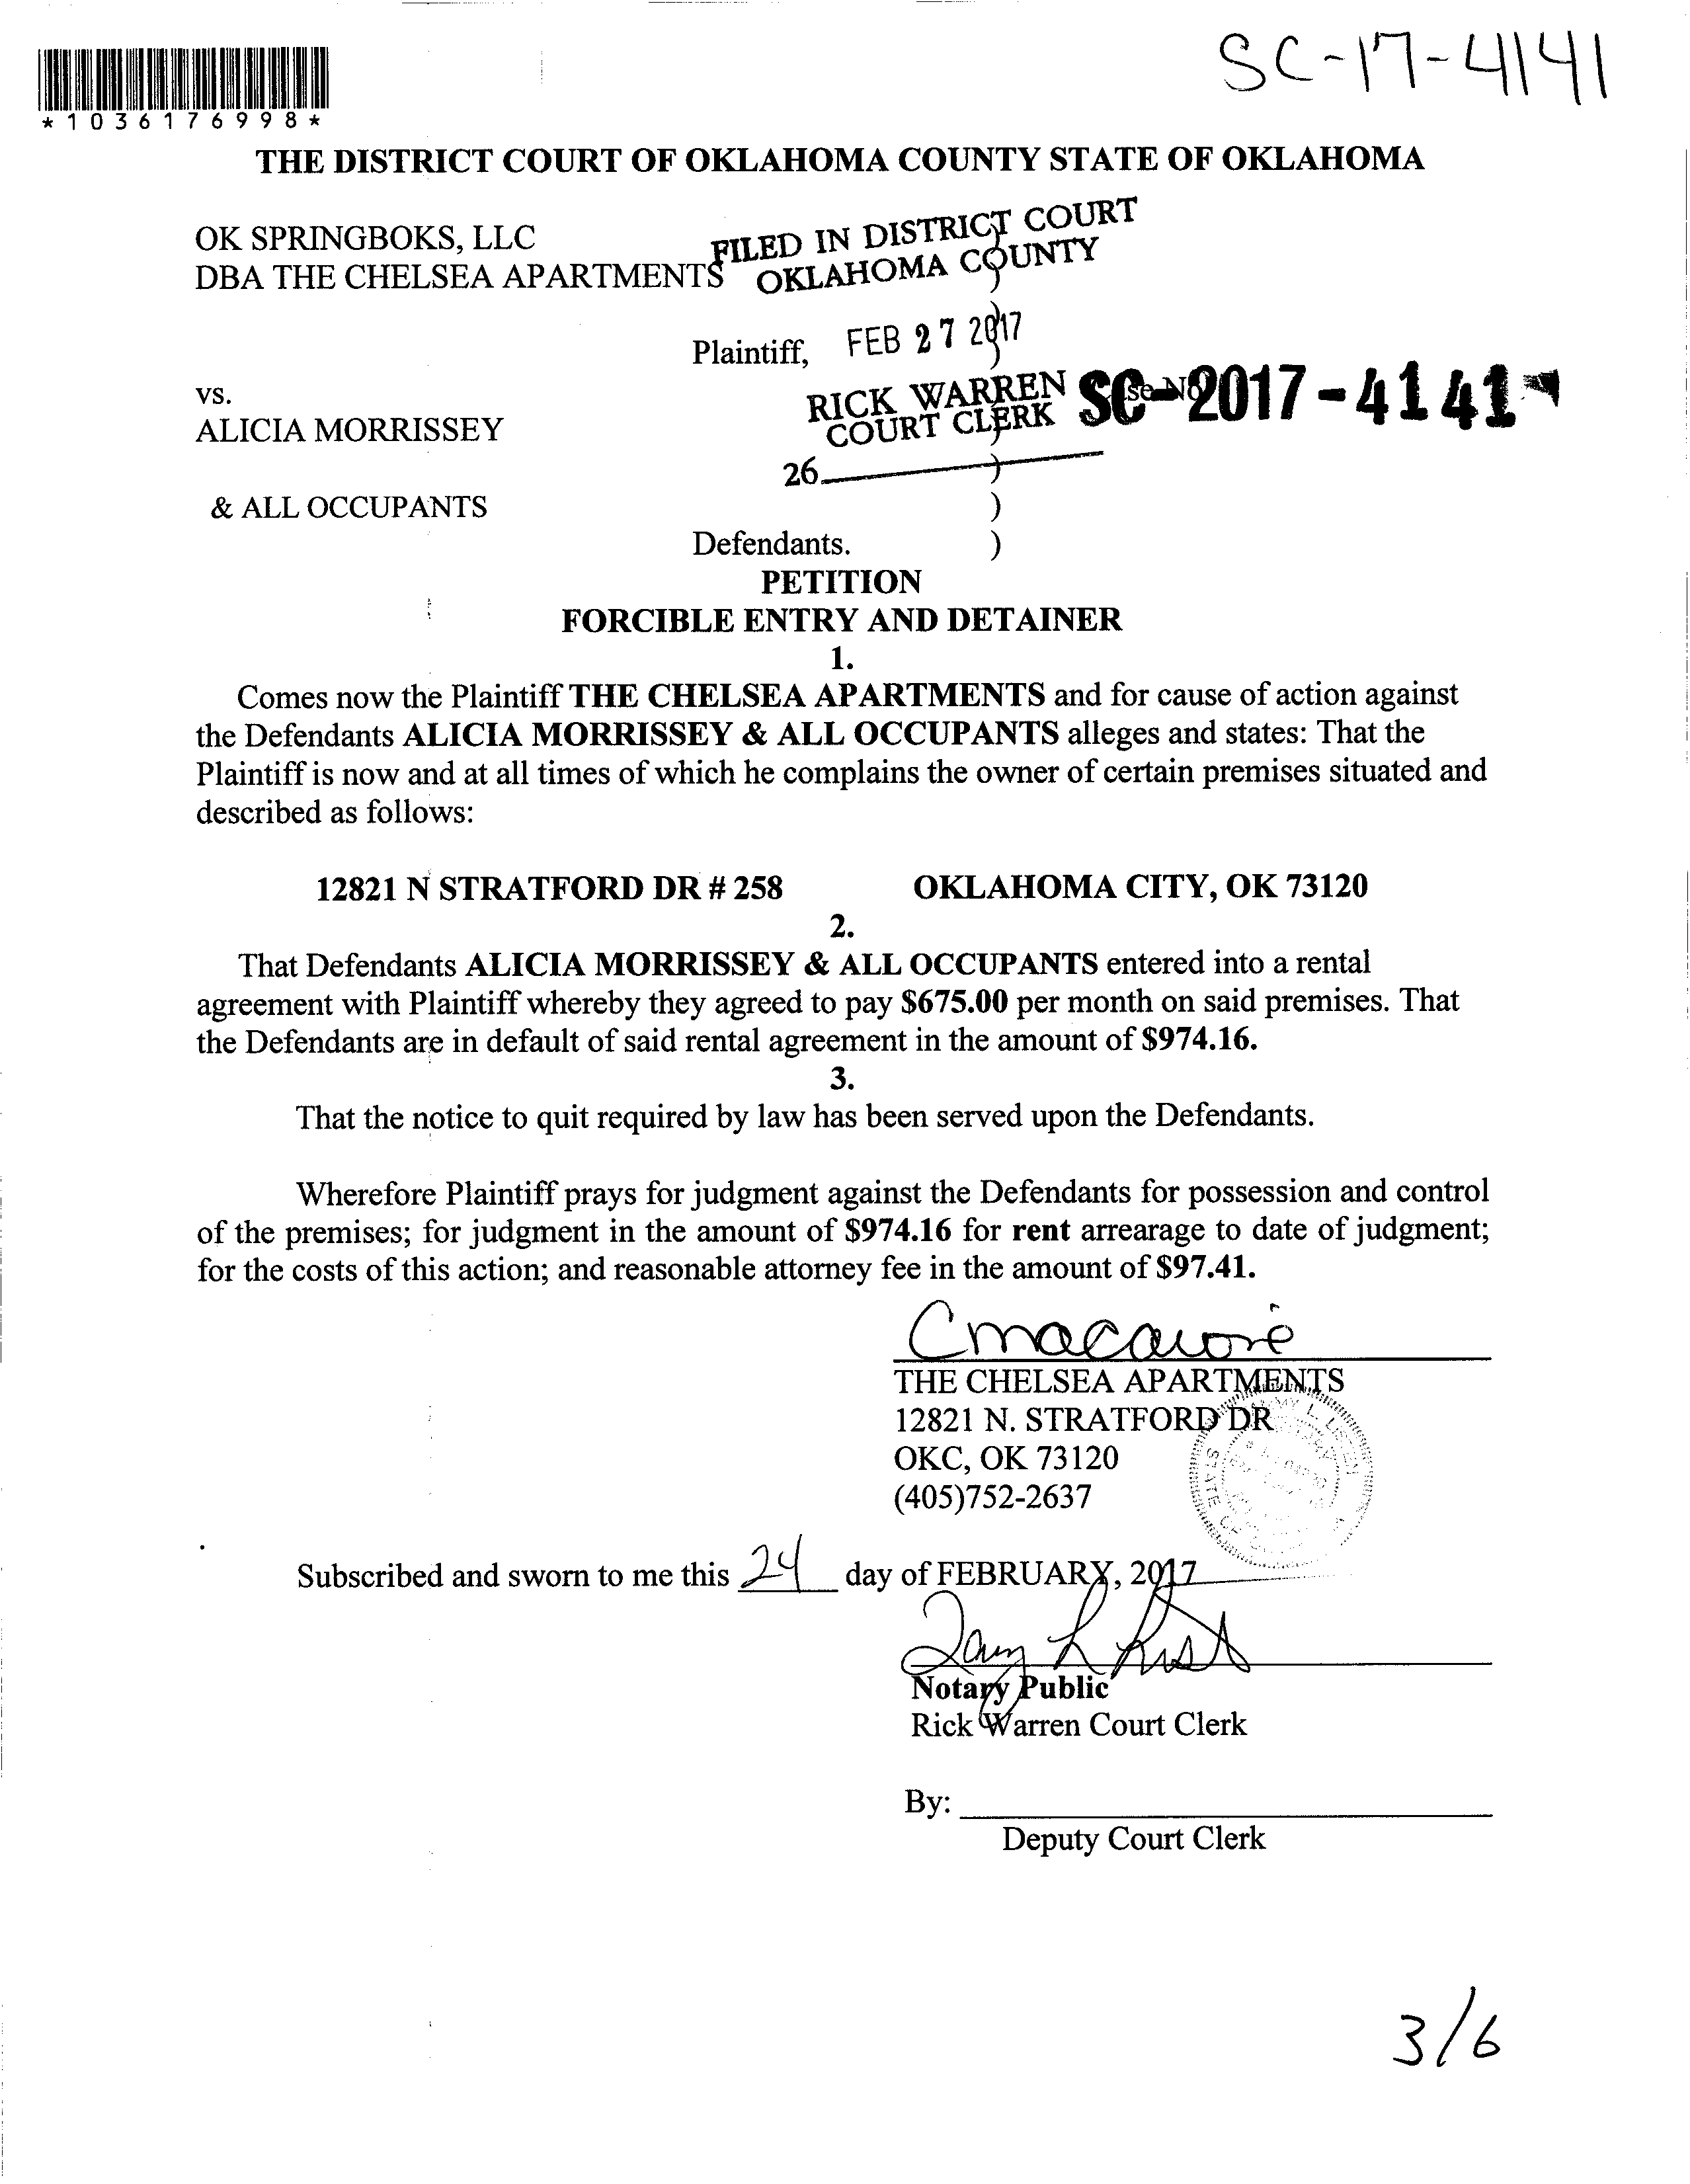 SC-17-4141
*1036176998*
THE DISTRICT COURT OF OKLAHOMA COUNTY STATE OF OKLAHOMA
OK SPRINGBOKS, LLC
DBA THE CHELSEA APARTMENTS
FILED IN DISTRICT COURT
OKLAHOMA COUNTY
)
)
Plaintiff, FEB 27 2017
)
vs.
RICK WARREN
COURT CLERK
SC-2017-4141
ALICIA MORRISSEY
26 )
& ALL OCCUPANTS )
Defendants. )
PETITION
FORCIBLE ENTRY AND DETAINER
1.
Comes now the Plaintiff THE CHELSEA APARTMENTS and for cause of action against
the Defendants ALICIA MORRISSEY & ALL OCCUPANTS alleges and states: That the
Plaintiff is now and at all times of which he complains the owner of certain premises situated and
described as follows:
12821 N STRATFORD DR # 258 OKLAHOMA CITY, OK 73120
2.
That Defendants ALICIA MORRISSEY & ALL OCCUPANTS entered into a rental
agreement with Plaintiff whereby they agreed to pay $675.00 per month on said premises. That
the Defendants are in default of said rental agreement in the amount of $974.16.
3.
That the notice to quit required by law has been served upon the Defendants.
Wherefore Plaintiff prays for judgment against the Defendants for possession and control
of the premises; for judgment in the amount of $974.16 for rent arrearage to date of judgment;
for the costs of this action; and reasonable attorney fee in the amount of $97.41.
THE CHELSEA APARTMENTS
12821 N. STRATFORD DR
OKC, OK 73120
(405)752-2637
STATE OF
Subscribed and sworn to me this 24 day of FEBRUARY, 2017
Notary Public
Rick Warren Court Clerk
By:
Deputy Court Clerk
3/6